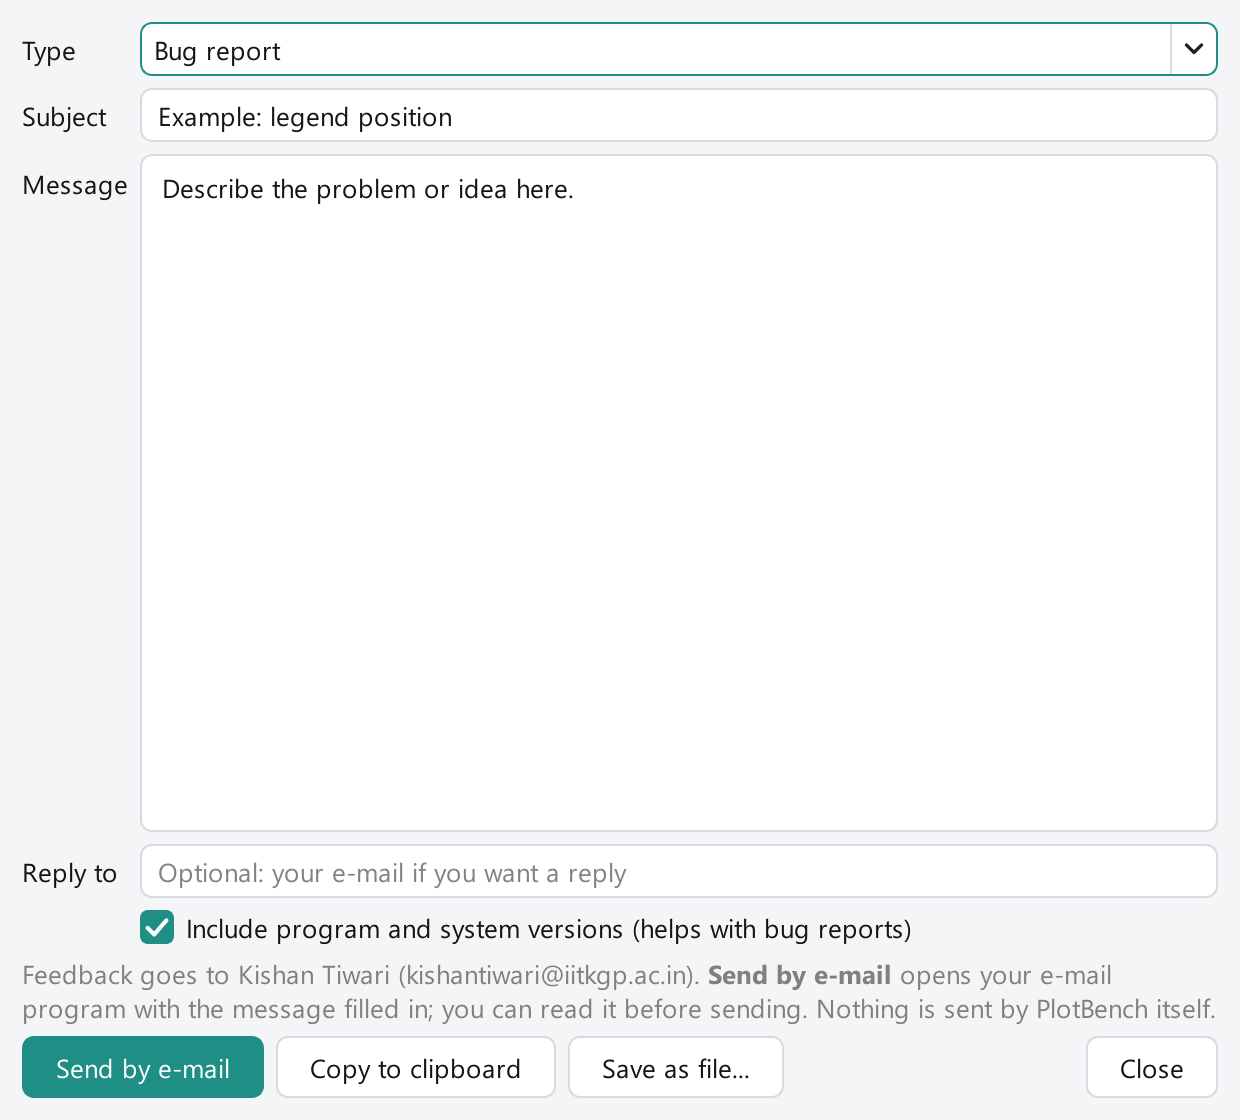 Type
Bug report
Subject
Example: legend position
Message
Describe the problem or idea here.
Reply to
Optional: your e-mail if you want a reply
Include program and system versions (helps with bug reports)
Feedback goes to Kishan Tiwari (kishantiwari@iitkgp.ac.in). Send by e-mail opens your e-mail
program with the message filled in; you can read it before sending. Nothing is sent by PlotBench itself.
Send by e-mail
Copy to clipboard
Save as file...
Close